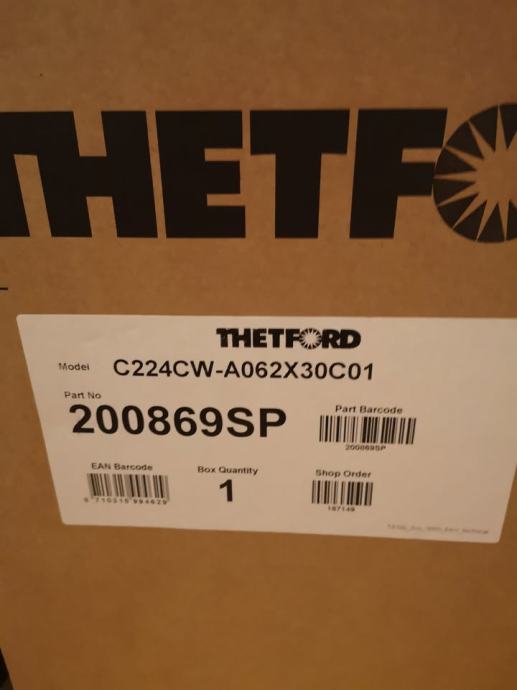 THETFO
THETFORD
Model C224CW-A062X30C01
Part No
200869SP
Part Barcode
200869SP
EAN Barcode
Box Quantity
1
Shop Order
187149